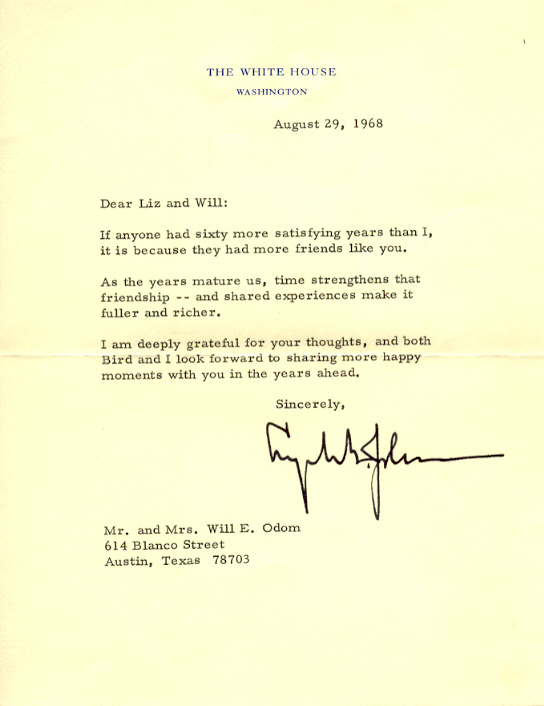 THE WHITE HOUSE
WASHINGTON
August 29, 1968
Dear Liz and Will:
If anyone had sixty more satisfying years than I,
it is because they had more friends like you.
As the years mature us, time strengthens that
friendship -- and shared experiences make it
fuller and richer.
I am deeply grateful for your thoughts, and both
Bird and I look forward to sharing more happy
moments with you in the years ahead.
Sincerely,
Mr. and Mrs. Will E. Odom
614 Blanco Street
Austin, Texas 78703